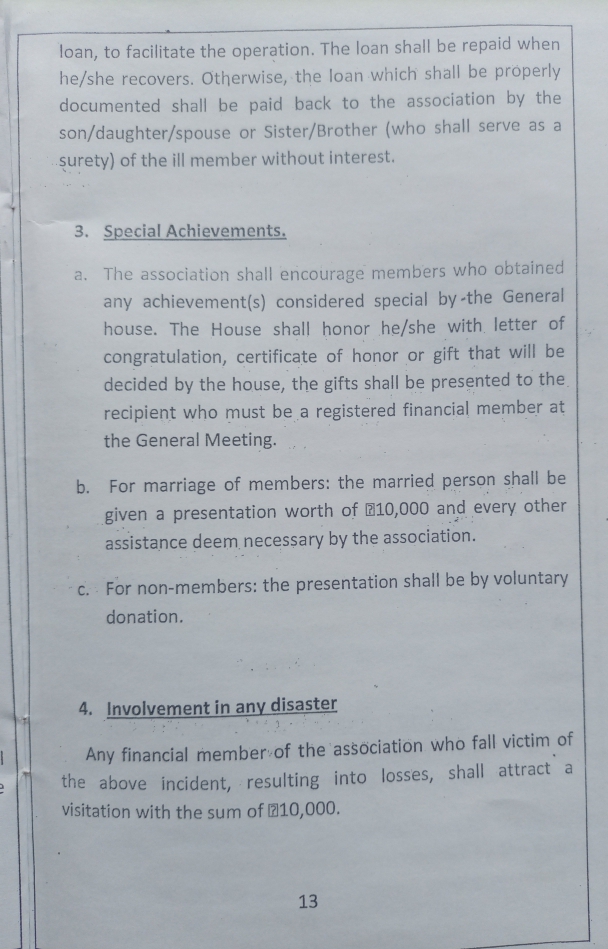 loan, to facilitate the operation. The loan shall be repaid when
he/she recovers. Otherwise, the loan which shall be properly
documented shall be paid back to the association by the
son/daughter/spouse or Sister/Brother (who shall serve as a
surety) of the ill member without interest.
3. Special Achievements.
a. The association shall encourage members who obtained
any achievement(s) considered special by the General
house. The House shall honor he/she with letter of
congratulation, certificate of honor or gift that will be
decided by the house, the gifts shall be presented to the
recipient who must be a registered financial member at
the General Meeting.
b. For marriage of members: the married person shall be
given a presentation worth of ⍰10,000 and every other
assistance deem necessary by the association.
c. For non-members: the presentation shall be by voluntary
donation.
4. Involvement in any disaster
Any financial member of the association who fall victim of
the above incident, resulting into losses, shall attract a
visitation with the sum of ⍰10,000.
13